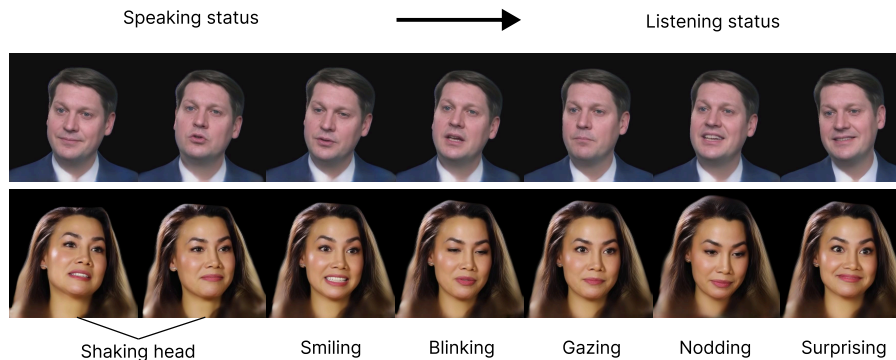 Speaking status
Listening status
Shaking head
Smiling
Blinking
Gazing
Nodding
Surprising